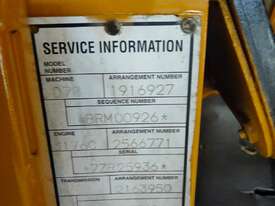 SERVICE INFORMATION
MODEL
NUMBER
MACHINE ARRANGEMENT NUMBER
1916927
SEQUENCE NUMBER
*BRM00926*
ENGINE ARRANGEMENT NUMBER
2566771
SERIAL
TRANSMISSION ARRANGEMENT NUMBER
2163950